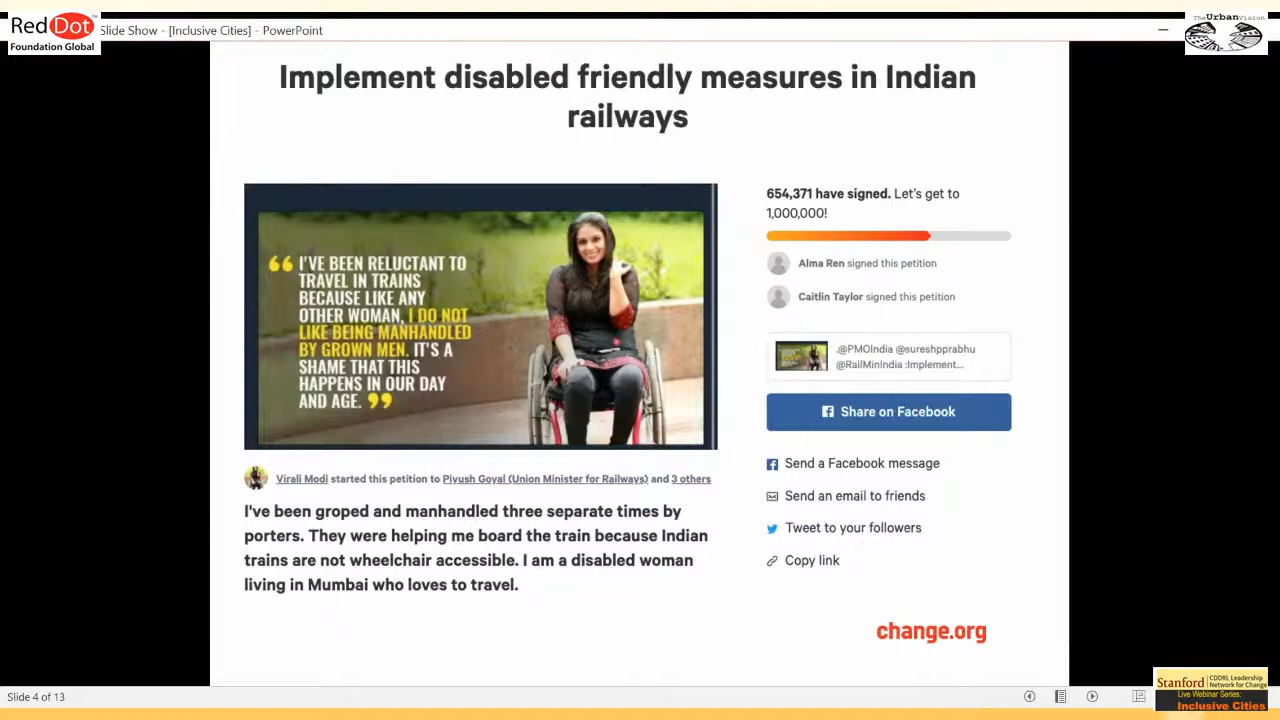 RedDot
Foundation Global
Slide Show - [Inclusive Cities] - PowerPoint
TheUrbanVision
Implement disabled friendly measures in Indian
railways
“ I'VE BEEN RELUCTANT TO
TRAVEL IN TRAINS
BECAUSE LIKE ANY
OTHER WOMAN, I DO NOT
LIKE BEING MANHANDLED
BY GROWN MEN. IT'S A
SHAME THAT THIS
HAPPENS IN OUR DAY
AND AGE. ”
Virali Modi started this petition to Piyush Goyal (Union Minister for Railways) and 3 others
I've been groped and manhandled three separate times by
porters. They were helping me board the train because Indian
trains are not wheelchair accessible. I am a disabled woman
living in Mumbai who loves to travel.
654,371 have signed. Let's get to
1,000,000!
Alma Ren signed this petition
Caitlin Taylor signed this petition
.@PMOIndia @sureshpprabhu
@RailMinIndia :Implement...
Share on Facebook
Send a Facebook message
Send an email to friends
Tweet to your followers
Copy link
change.org
Slide 4 of 13
Stanford
CDDRL Leadership
Network for Change
Live Webinar Series:
Inclusive Cities